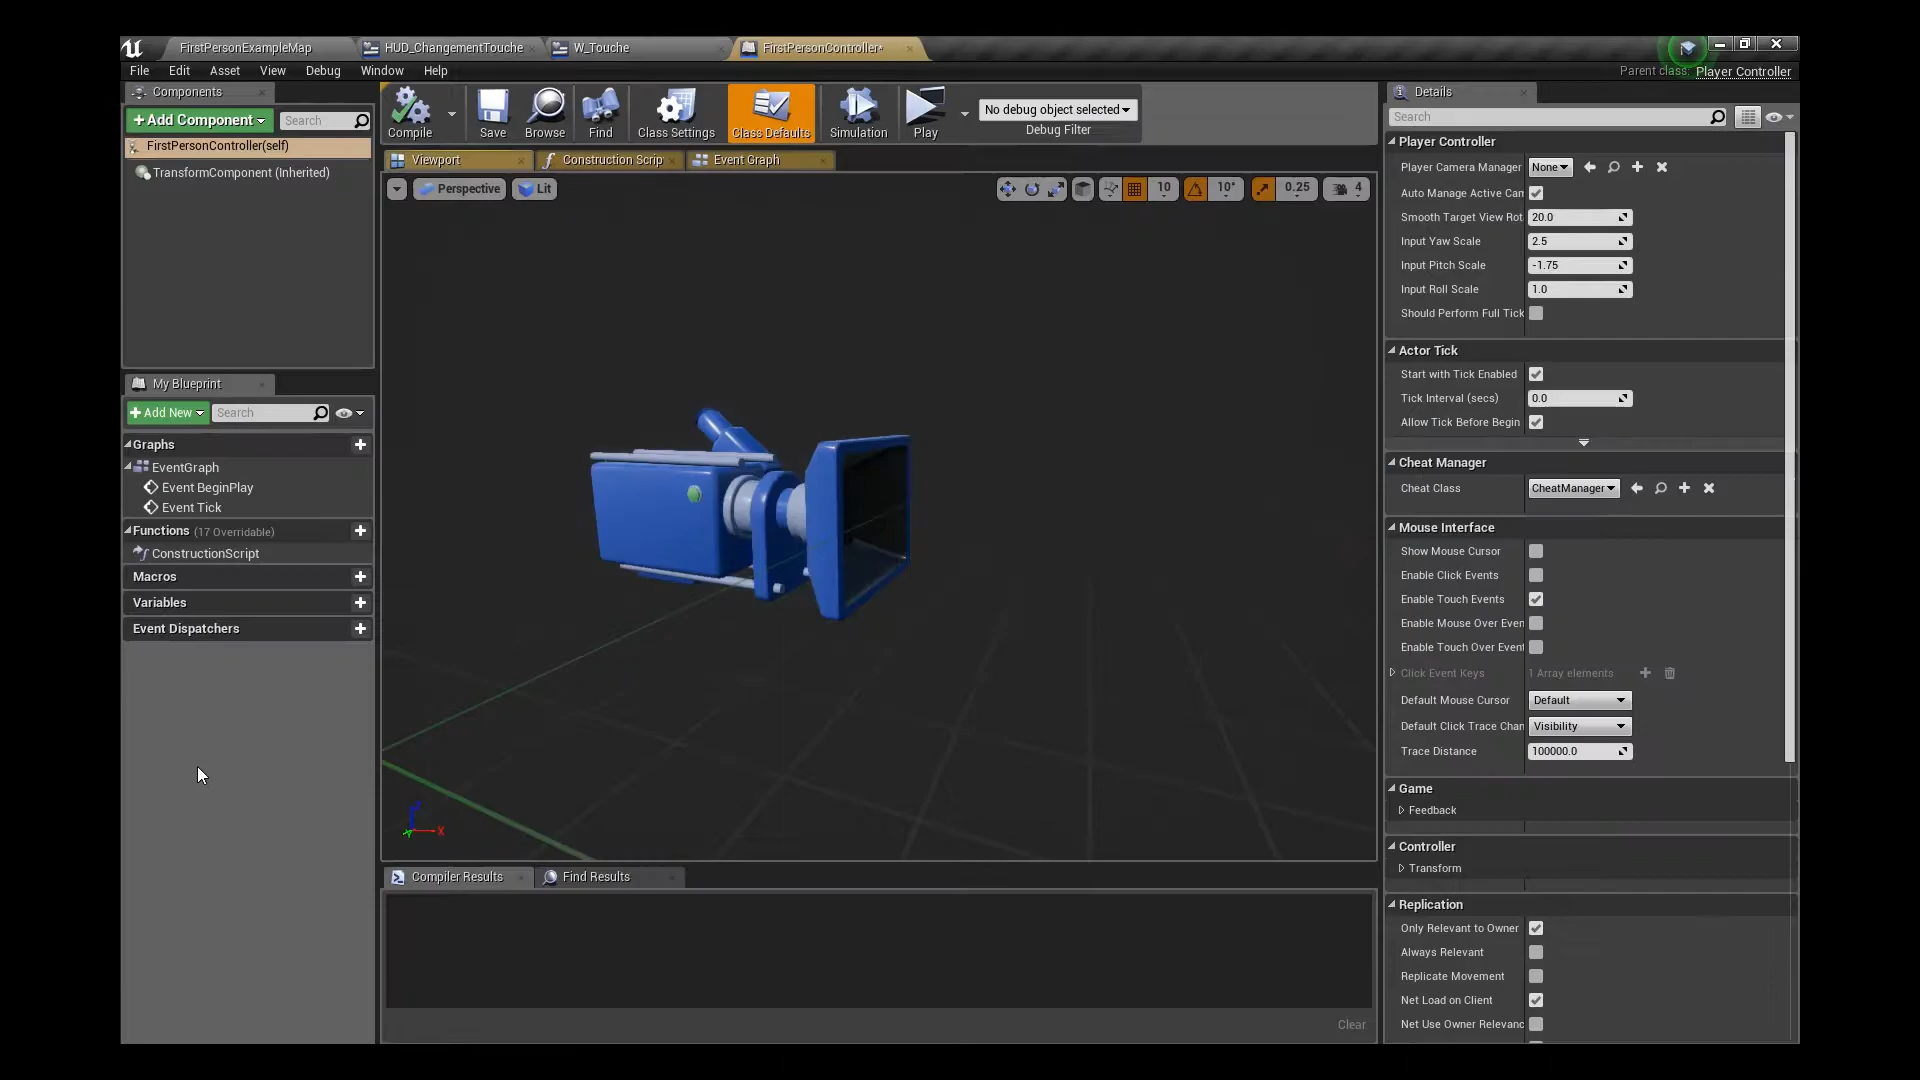 FirstPersonExampleMap
HUD_ChangementTouche
W_Touche
FirstPersonController*
File Edit Asset View Debug Window Help
Parent class: Player Controller
Components
+Add Component
Search
FirstPersonController(self)
TransformComponent (Inherited)
Compile
Save
Browse
Find
Class Settings
Class Defaults
Simulation
Play
No debug object selected
Debug Filter
Viewport
Construction Scrip
Event Graph
Perspective
Lit
10
10°
0.25
4
X
My Blueprint
+Add New
Search
Graphs
EventGraph
Event BeginPlay
Event Tick
Functions (17 Overridable)
ConstructionScript
Macros
Variables
Event Dispatchers
Compiler Results
Find Results
Clear
Details
Search
Player Controller
Player Camera Manager None
Auto Manage Active Cam
Smooth Target View Rot 20.0
Input Yaw Scale 2.5
Input Pitch Scale -1.75
Input Roll Scale 1.0
Should Perform Full Tick
Actor Tick
Start with Tick Enabled
Tick Interval (secs) 0.0
Allow Tick Before Begin
Cheat Manager
Cheat Class CheatManager
Mouse Interface
Show Mouse Cursor
Enable Click Events
Enable Touch Events
Enable Mouse Over Even
Enable Touch Over Event
Click Event Keys 1 Array elements
Default Mouse Cursor Default
Default Click Trace Chan Visibility
Trace Distance 100000.0
Game
Feedback
Controller
Transform
Replication
Only Relevant to Owner
Always Relevant
Replicate Movement
Net Load on Client
Net Use Owner Relevanc